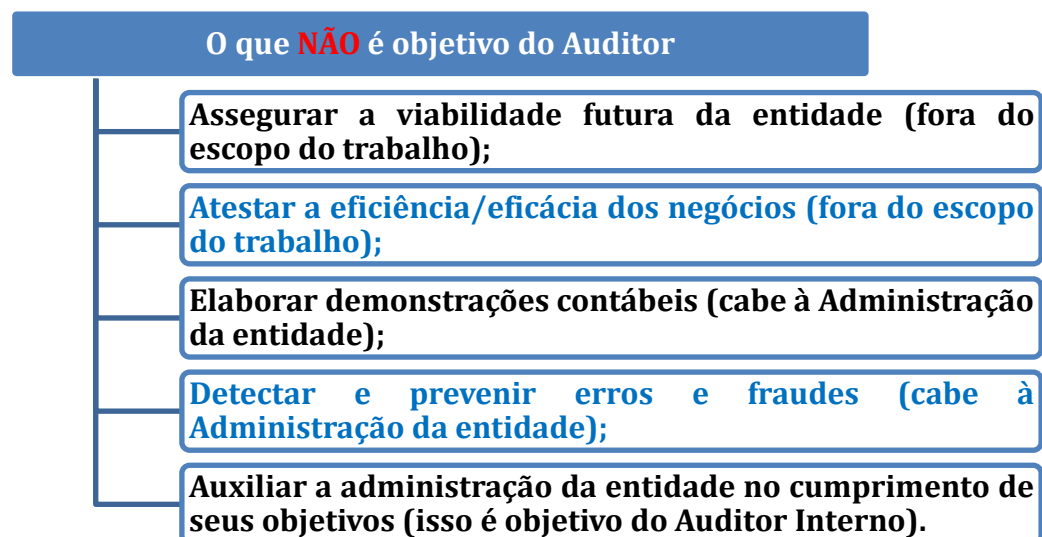 O que NÃO é objetivo do Auditor
Assegurar a viabilidade futura da entidade (fora do
escopo do trabalho);
Atestar a eficiência/eficácia dos negócios (fora do escopo
do trabalho);
Elaborar demonstrações contábeis (cabe à Administração
da entidade);
Detectar e prevenir erros e fraudes (cabe à
Administração da entidade);
Auxiliar a administração da entidade no cumprimento de
seus objetivos (isso é objetivo do Auditor Interno).